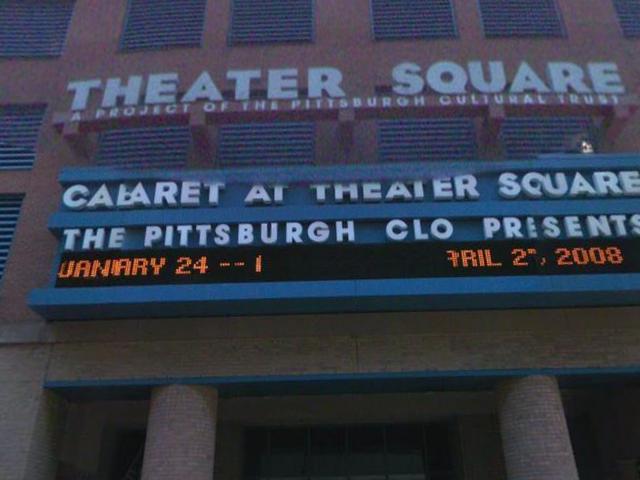 THEATER SQUARE
A PROJECT OF THE PITTSBURGH CULTURAL TRUST
CABARET AT THEATER SQUARE
THE PITTSBURGH CLO PRESENTS
JANUARY 24 -- 2008